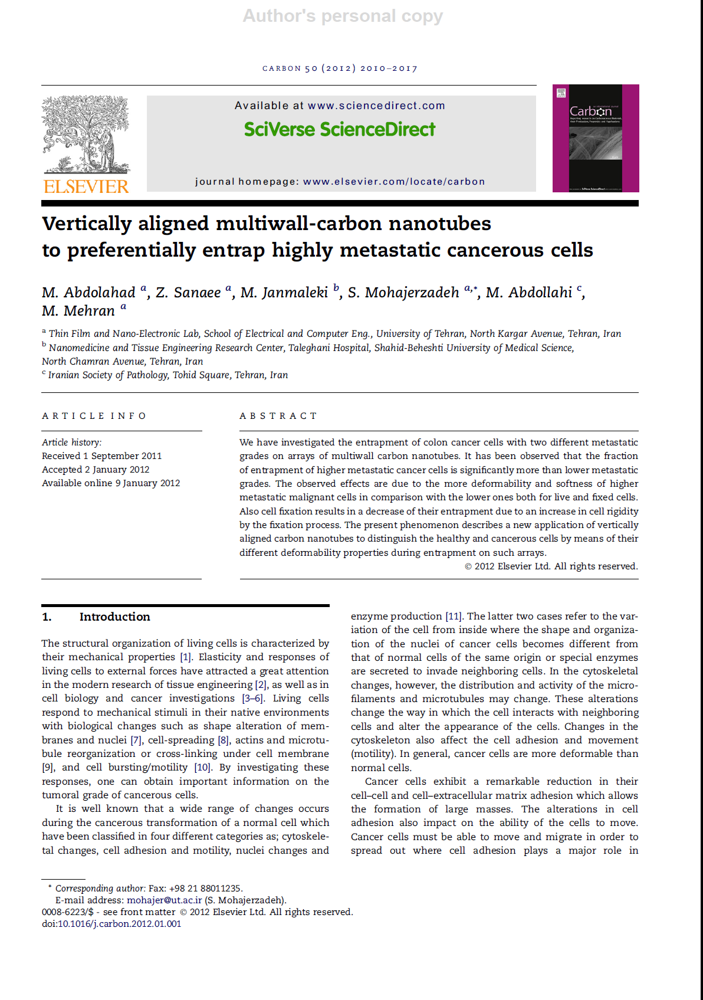 Author's personal copy
CARBON 50 (2012) 2010–2017
Available at www.sciencedirect.com
SciVerse ScienceDirect
journal homepage: www.elsevier.com/locate/carbon
NON SOLUS
ELSEVIER
Carbon
Vertically aligned multiwall-carbon nanotubes
to preferentially entrap highly metastatic cancerous cells
M. Abdolahad a, Z. Sanaee a, M. Janmaleki b, S. Mohajerzadeh a,*, M. Abdollahi c,
M. Mehran a
a Thin Film and Nano-Electronic Lab, School of Electrical and Computer Eng., University of Tehran, North Kargar Avenue, Tehran, Iran
b Nanomedicine and Tissue Engineering Research Center, Taleghani Hospital, Shahid-Beheshti University of Medical Science,
North Chamran Avenue, Tehran, Iran
c Iranian Society of Pathology, Tohid Square, Tehran, Iran
ARTICLE INFO
Article history:
Received 1 September 2011
Accepted 2 January 2012
Available online 9 January 2012
ABSTRACT
We have investigated the entrapment of colon cancer cells with two different metastatic
grades on arrays of multiwall carbon nanotubes. It has been observed that the fraction
of entrapment of higher metastatic cancer cells is significantly more than lower metastatic
grades. The observed effects are due to the more deformability and softness of higher
metastatic malignant cells in comparison with the lower ones both for live and fixed cells.
Also cell fixation results in a decrease of their entrapment due to an increase in cell rigidity
by the fixation process. The present phenomenon describes a new application of vertically
aligned carbon nanotubes to distinguish the healthy and cancerous cells by means of their
different deformability properties during entrapment on such arrays.
© 2012 Elsevier Ltd. All rights reserved.
1. Introduction
The structural organization of living cells is characterized by
their mechanical properties [1]. Elasticity and responses of
living cells to external forces have attracted a great attention
in the modern research of tissue engineering [2], as well as in
cell biology and cancer investigations [3–6]. Living cells
respond to mechanical stimuli in their native environments
with biological changes such as shape alteration of mem-
branes and nuclei [7], cell-spreading [8], actins and microtu-
bule reorganization or cross-linking under cell membrane
[9], and cell bursting/motility [10]. By investigating these
responses, one can obtain important information on the
tumoral grade of cancerous cells.
It is well known that a wide range of changes occurs
during the cancerous transformation of a normal cell which
have been classified in four different categories as; cytoskele-
tal changes, cell adhesion and motility, nuclei changes and
enzyme production [11]. The latter two cases refer to the var-
iation of the cell from inside where the shape and organiza-
tion of the nuclei of cancer cells becomes different from
that of normal cells of the same origin or special enzymes
are secreted to invade neighboring cells. In the cytoskeletal
changes, however, the distribution and activity of the micro-
filaments and microtubules may change. These alterations
change the way in which the cell interacts with neighboring
cells and alter the appearance of the cells. Changes in the
cytoskeleton also affect the cell adhesion and movement
(motility). In general, cancer cells are more deformable than
normal cells.
Cancer cells exhibit a remarkable reduction in their
cell–cell and cell–extracellular matrix adhesion which allows
the formation of large masses. The alterations in cell
adhesion also impact on the ability of the cells to move.
Cancer cells must be able to move and migrate in order to
spread out where cell adhesion plays a major role in
* Corresponding author: Fax: +98 21 88011235.
E-mail address: mohajer@ut.ac.ir (S. Mohajerzadeh).
0008-6223/$ - see front matter © 2012 Elsevier Ltd. All rights reserved.
doi:10.1016/j.carbon.2012.01.001